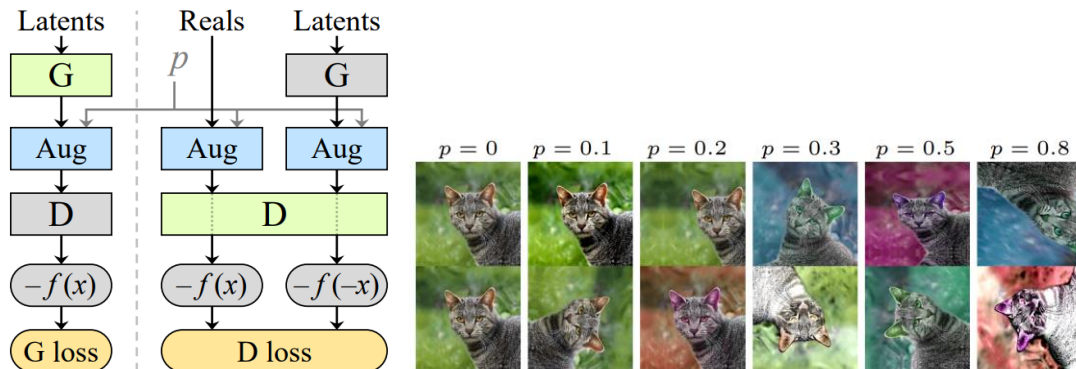 Latents
Reals
Latents
G
p
G
Aug
Aug
Aug
D
D
−f(x)
−f(x)
−f(−x)
G loss
D loss
p = 0
p = 0.1
p = 0.2
p = 0.3
p = 0.5
p = 0.8